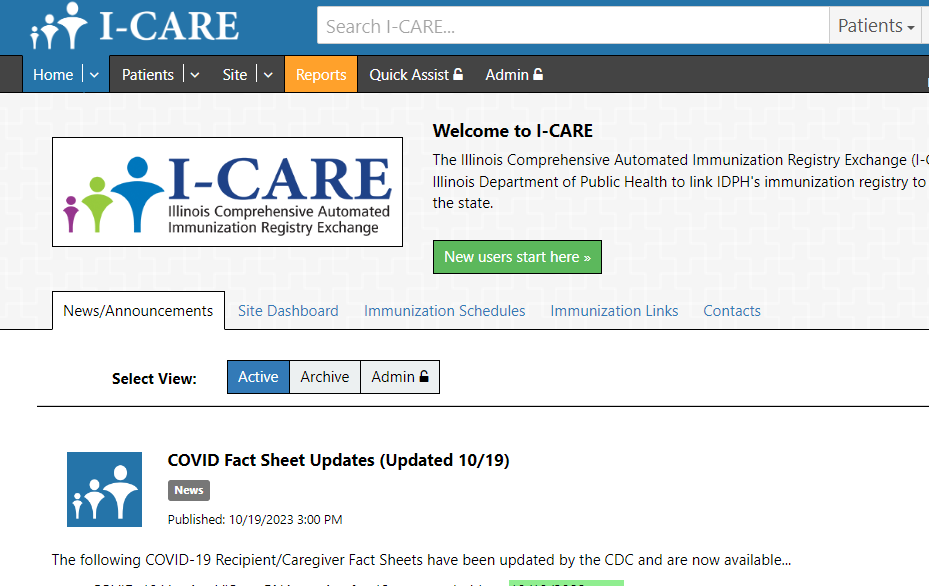 I-CARE
Search I-CARE...
Patients
Home
Patients
Site
Reports
Quick Assist
Admin
I-CARE
Illinois Comprehensive Automated
Immunization Registry Exchange
Welcome to I-CARE
The Illinois Comprehensive Automated Immunization Registry Exchange (I-C
Illinois Department of Public Health to link IDPH's immunization registry to
the state.
New users start here »
News/Announcements
Site Dashboard
Immunization Schedules
Immunization Links
Contacts
Select View:
Active
Archive
Admin
COVID Fact Sheet Updates (Updated 10/19)
News
Published: 10/19/2023 3:00 PM
The following COVID-19 Recipient/Caregiver Fact Sheets have been updated by the CDC and are now available...